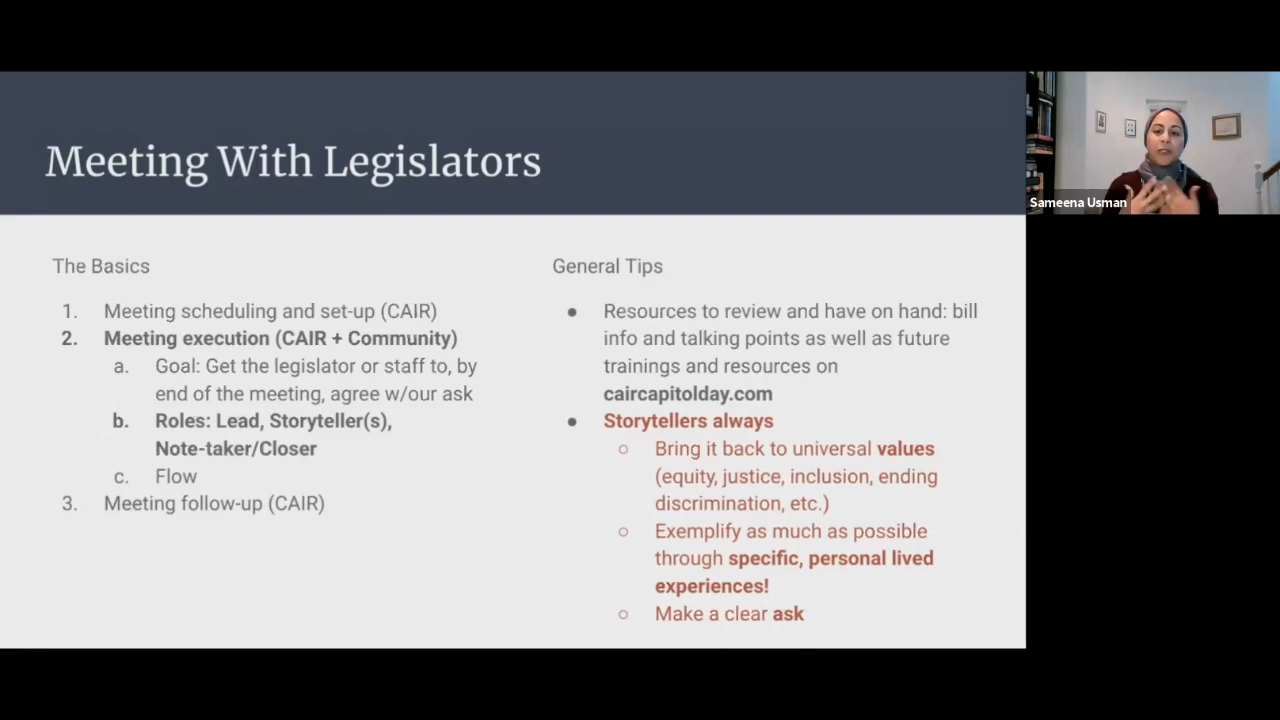 Meeting With Legislators
Sameena Usman
The Basics
1. Meeting scheduling and set-up (CAIR)
2. Meeting execution (CAIR + Community)
a. Goal: Get the legislator or staff to, by
end of the meeting, agree w/our ask
b. Roles: Lead, Storyteller(s),
Note-taker/Closer
c. Flow
3. Meeting follow-up (CAIR)
General Tips
● Resources to review and have on hand: bill
info and talking points as well as future
trainings and resources on
caircapitolday.com
● Storytellers always
○ Bring it back to universal values
(equity, justice, inclusion, ending
discrimination, etc.)
○ Exemplify as much as possible
through specific, personal lived
experiences!
○ Make a clear ask